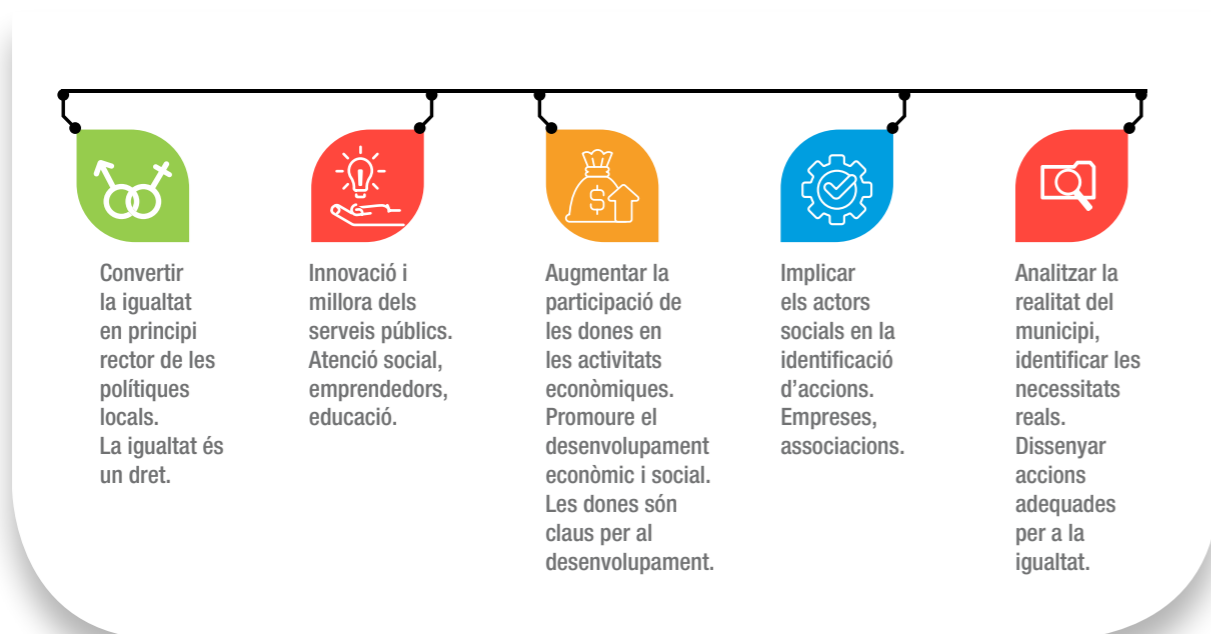 Convertir
la igualtat
en principi
rector de les
polítiques
locals.
La igualtat és
un dret.
Innovació i
millora dels
serveis públics.
Atenció social,
emprendedors,
educació.
Augmentar la
participació de
les dones en
les activitats
econòmiques.
Promoure el
desenvolupament
econòmic i social.
Les dones són
claus per al
desenvolupament.
Implicar
els actors
socials en la
identificació
d’accions.
Empreses,
associacions.
Analitzar la
realitat del
municipi,
identificar les
necessitats
reals.
Dissenyar
accions
adequades
per a la
igualtat.